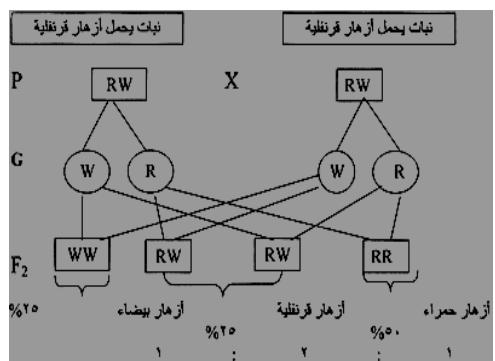 نبات يحمل أزهار قرنفلية نبات يحمل أزهار قرنفلية
P RW X RW
G W R W R
F2 WW RW RW RR
أزهار حمراء %٥٠ أزهار قرنفلية %٢٥ أزهار بيضاء %٢٥
١ : ٢ : ١